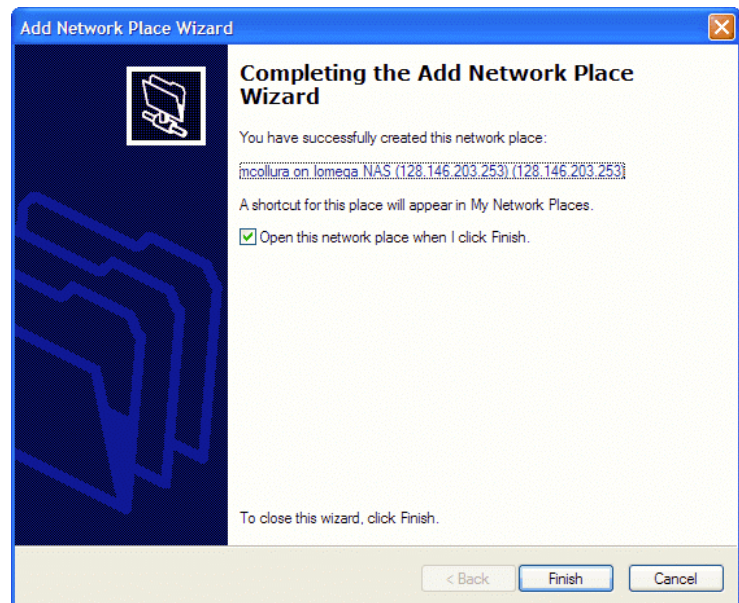 Add Network Place Wizard
Completing the Add Network Place
Wizard
You have successfully created this network place:
mcollura on Iomega NAS (128.146.203.253) (128.146.203.253)
A shortcut for this place will appear in My Network Places.
Open this network place when I click Finish.
To close this wizard, click Finish.
< Back Finish Cancel